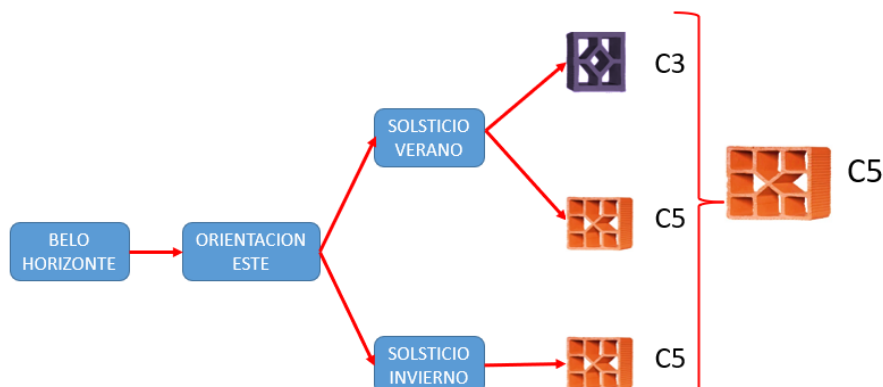 BELO
HORIZONTE
ORIENTACION
ESTE
SOLSTICIO
VERANO
SOLSTICIO
INVIERNO
C3
C5
C5
C5